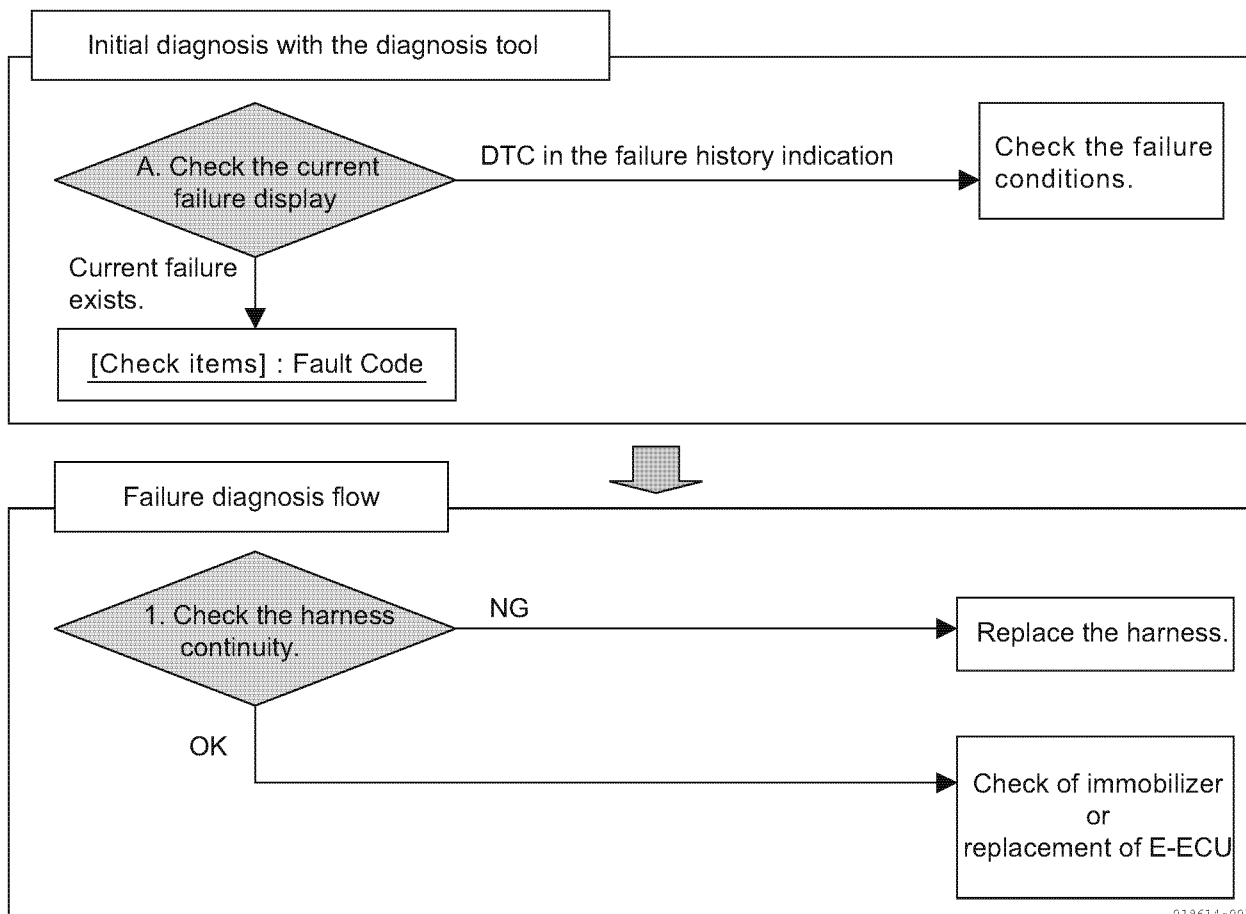 Initial diagnosis with the diagnosis tool
A. Check the current
failure display
DTC in the failure history indication
Check the failure
conditions.
Current failure
exists.
[Check items] : Fault Code
Failure diagnosis flow
1. Check the harness
continuity.
NG
Replace the harness.
OK
Check of immobilizer
or
replacement of E-ECU